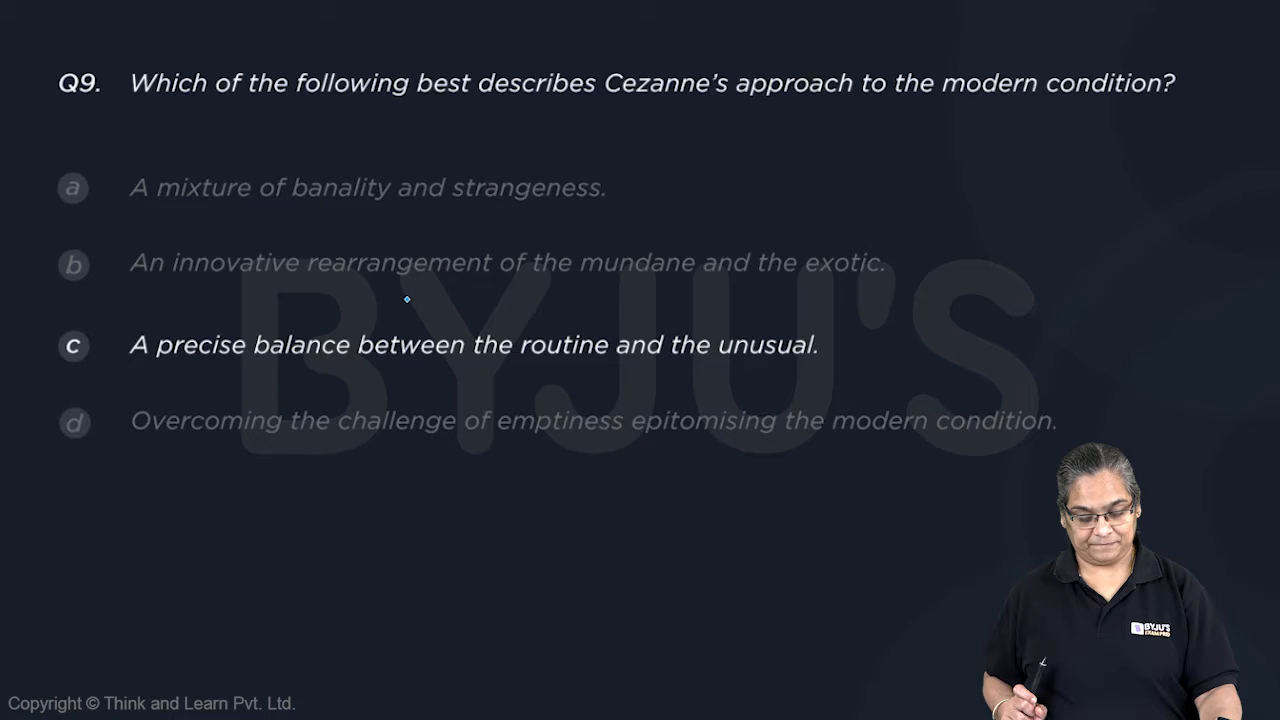 Q9. Which of the following best describes Cezanne's approach to the modern condition?
a A mixture of banality and strangeness.
b An innovative rearrangement of the mundane and the exotic.
c A precise balance between the routine and the unusual.
d Overcoming the challenge of emptiness epitomising the modern condition.
BYJU'S
BYJU'S
Copyright © Think and Learn Pvt. Ltd.